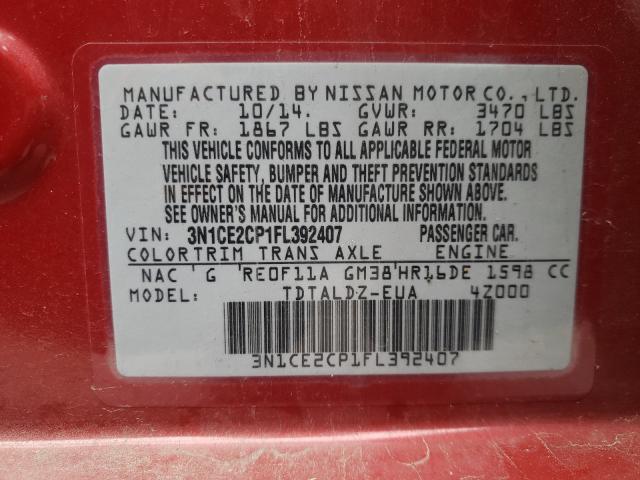 MANUFACTURED BY NISSAN MOTOR CO., LTD.
DATE: 10/14. GVWR: 3470 LBS
GAWR FR: 1867 LBS GAWR RR: 1704 LBS
THIS VEHICLE CONFORMS TO ALL APPLICABLE FEDERAL MOTOR
VEHICLE SAFETY, BUMPER AND THEFT PREVENTION STANDARDS
IN EFFECT ON THE DATE OF MANUFACTURE SHOWN ABOVE.
SEE OWNER'S MANUAL FOR ADDITIONAL INFORMATION.
VIN: 3N1CE2CP1FL392407 PASSENGER CAR.
COLOR TRIM TRANS AXLE ENGINE
NAC ' G 'RE0F11A GM38'HR16DE 1598 CC
MODEL: TDTALDZ-EUA 4Z000
3N1CE2CP1FL392407